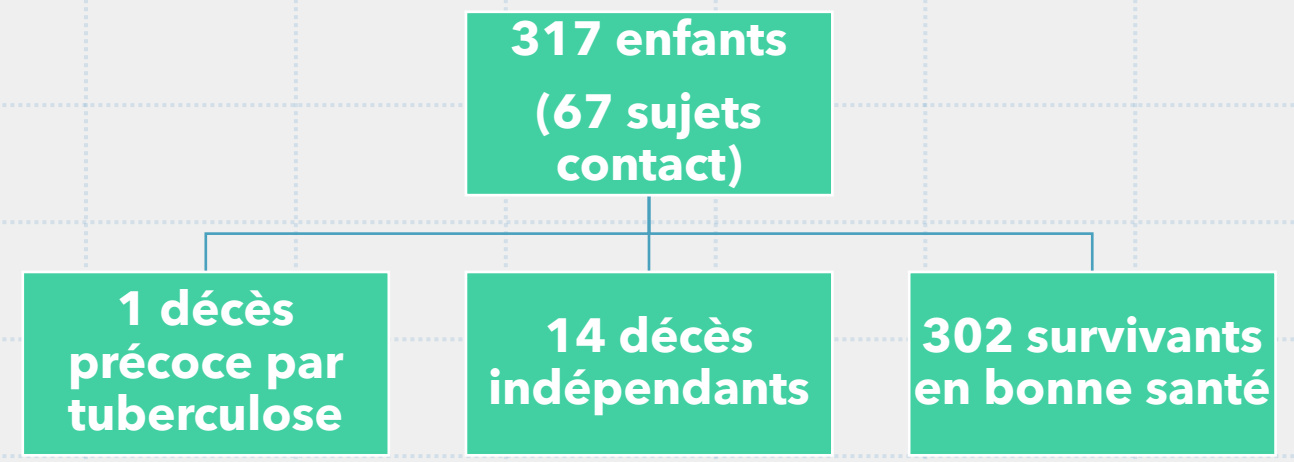 317 enfants
(67 sujets
contact)
1 décès
précoce par
tuberculose
14 décès
indépendants
302 survivants
en bonne santé